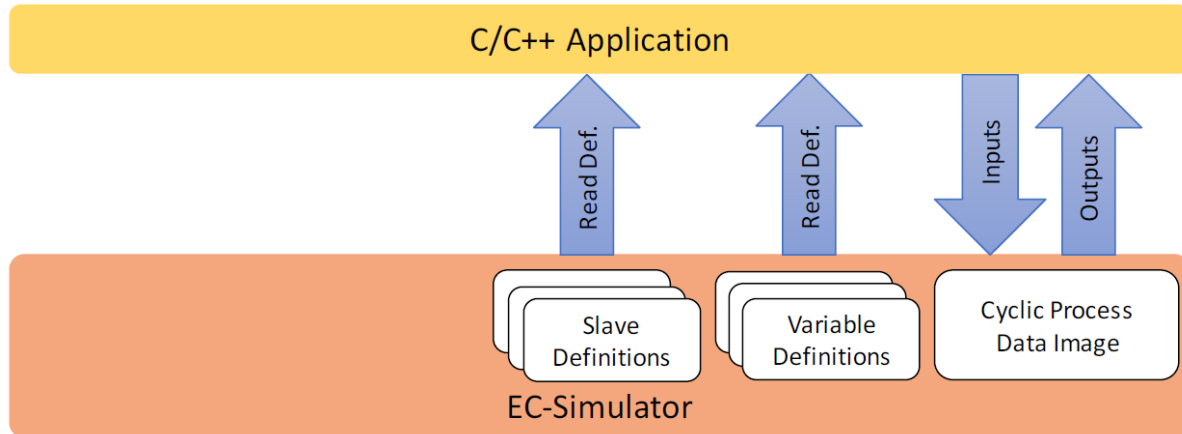 C/C++ Application
Read Def.
Read Def.
Inputs
Outputs
Slave
Definitions
Variable
Definitions
Cyclic Process
Data Image
EC-Simulator